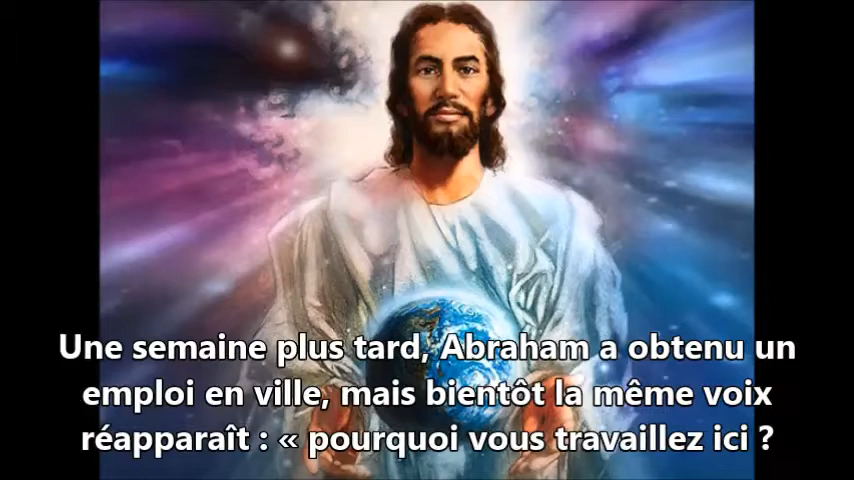 Une semaine plus tard, Abraham a obtenu un
emploi en ville, mais bientôt la même voix
réapparaît : « pourquoi vous travaillez ici ?